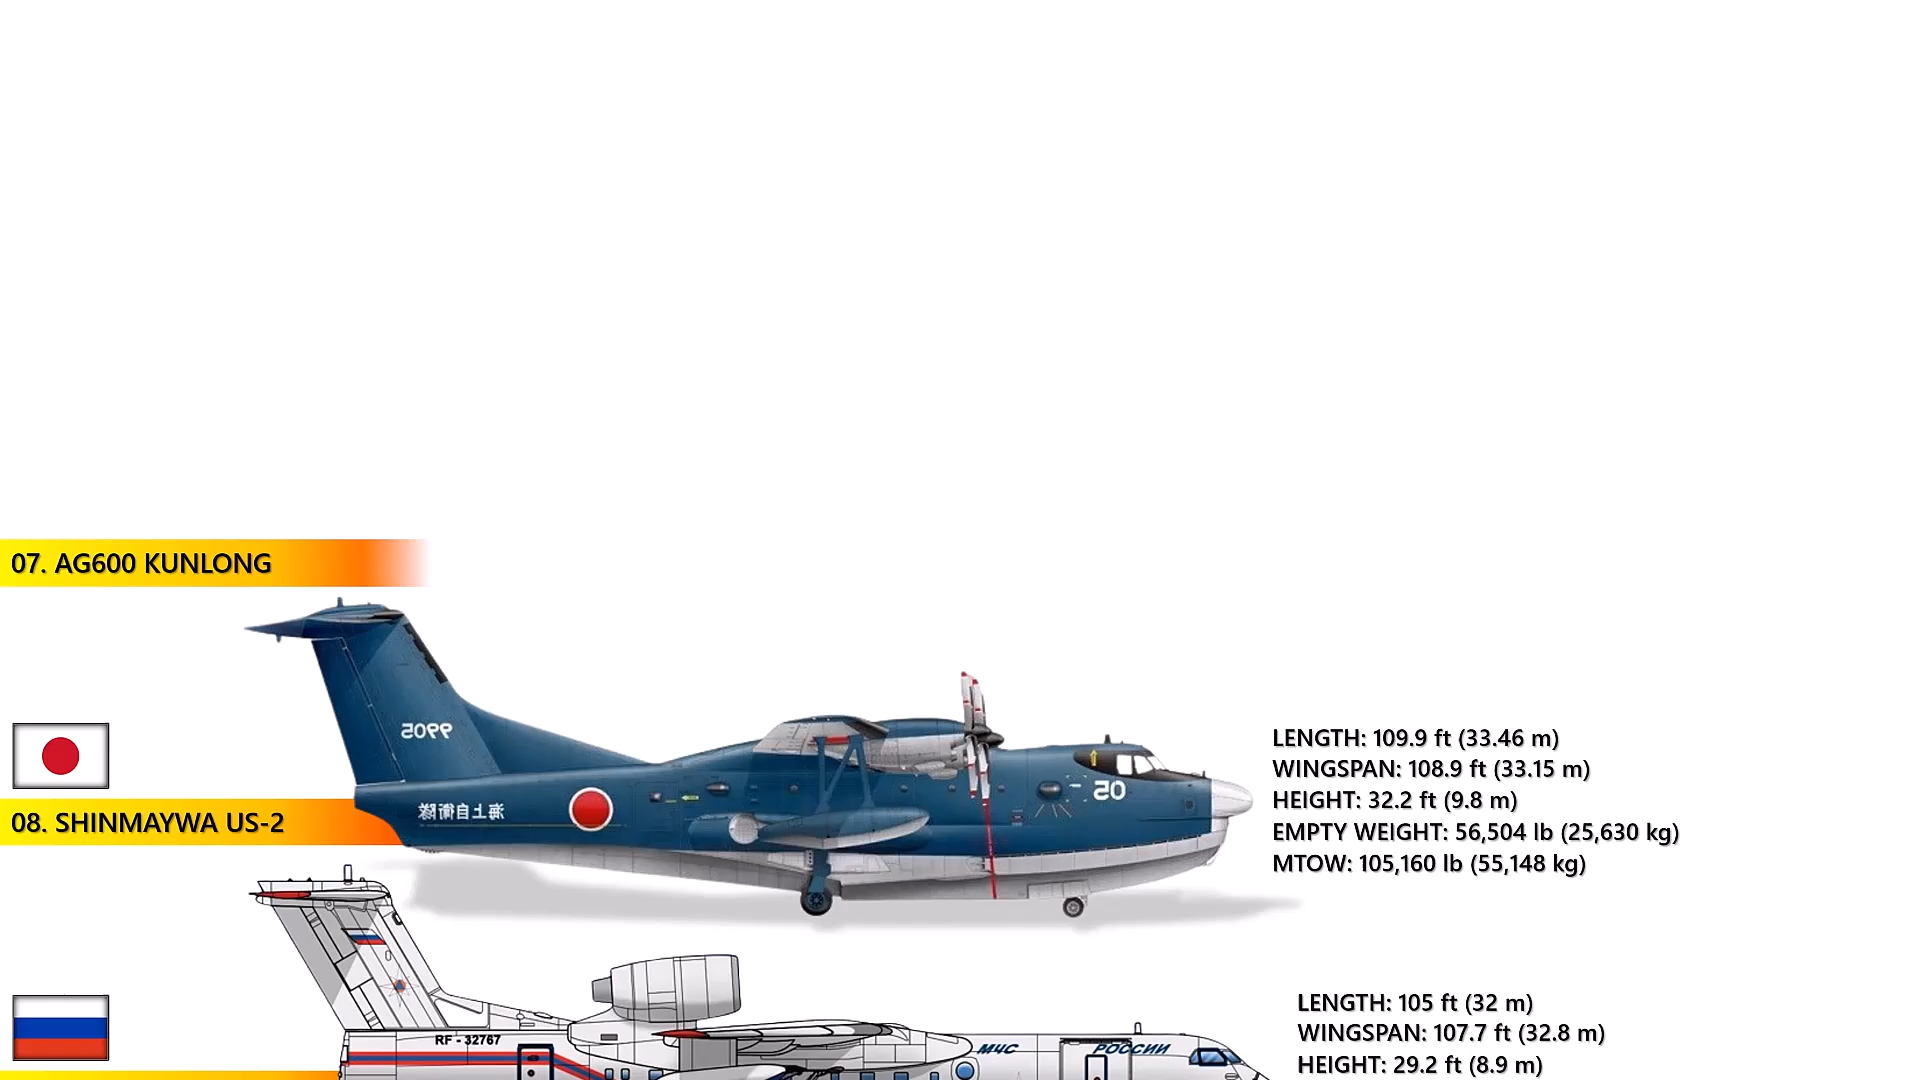 07. AG600 KUNLONG
9905
LENGTH: 109.9 ft (33.46 m)
WINGSPAN: 108.9 ft (33.15 m)
HEIGHT: 32.2 ft (9.8 m)
EMPTY WEIGHT: 56,504 lb (25,630 kg)
MTOW: 105,160 lb (55,148 kg)
05
海上自衛隊
08. SHINMAYWA US-2
RF - 32767
МЧС РОССИИ
LENGTH: 105 ft (32 m)
WINGSPAN: 107.7 ft (32.8 m)
HEIGHT: 29.2 ft (8.9 m)